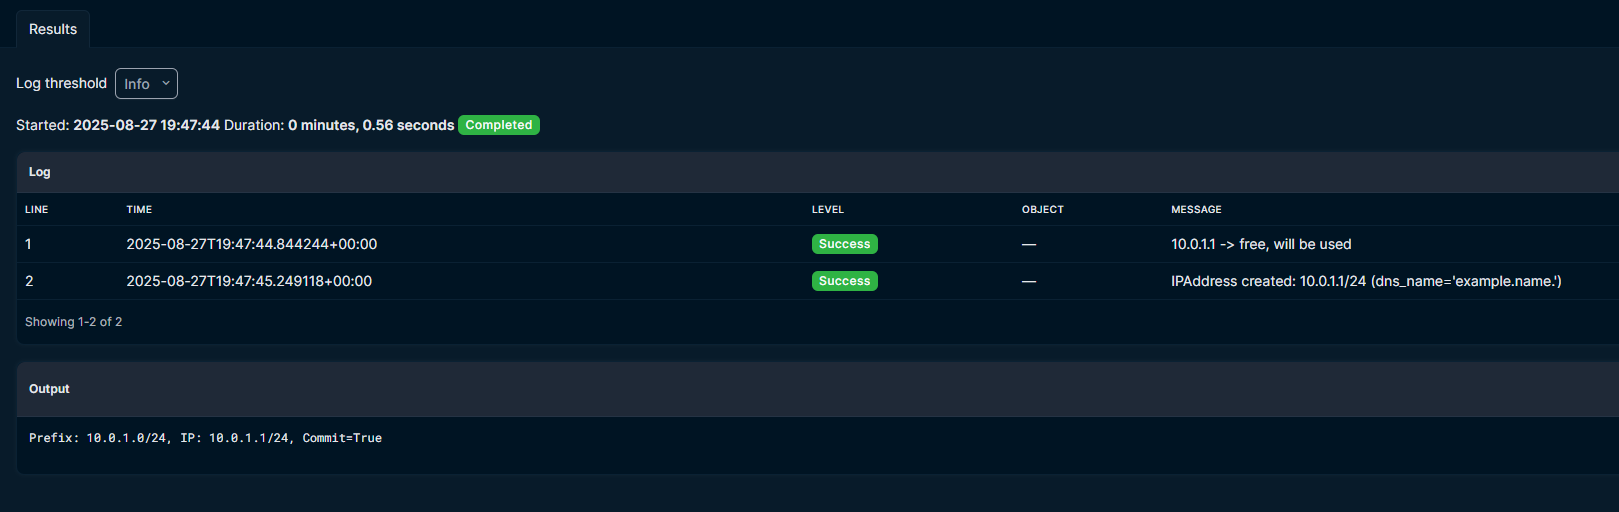 Results
Log threshold Info
Started: 2025-08-27 19:47:44 Duration: 0 minutes, 0.56 seconds Completed
Log
LINE TIME LEVEL OBJECT MESSAGE
1 2025-08-27T19:47:44.844244+00:00 Success — 10.0.1.1 -> free, will be used
2 2025-08-27T19:47:45.249118+00:00 Success — IPAddress created: 10.0.1.1/24 (dns_name='example.name.')
Showing 1-2 of 2
Output
Prefix: 10.0.1.0/24, IP: 10.0.1.1/24, Commit=True